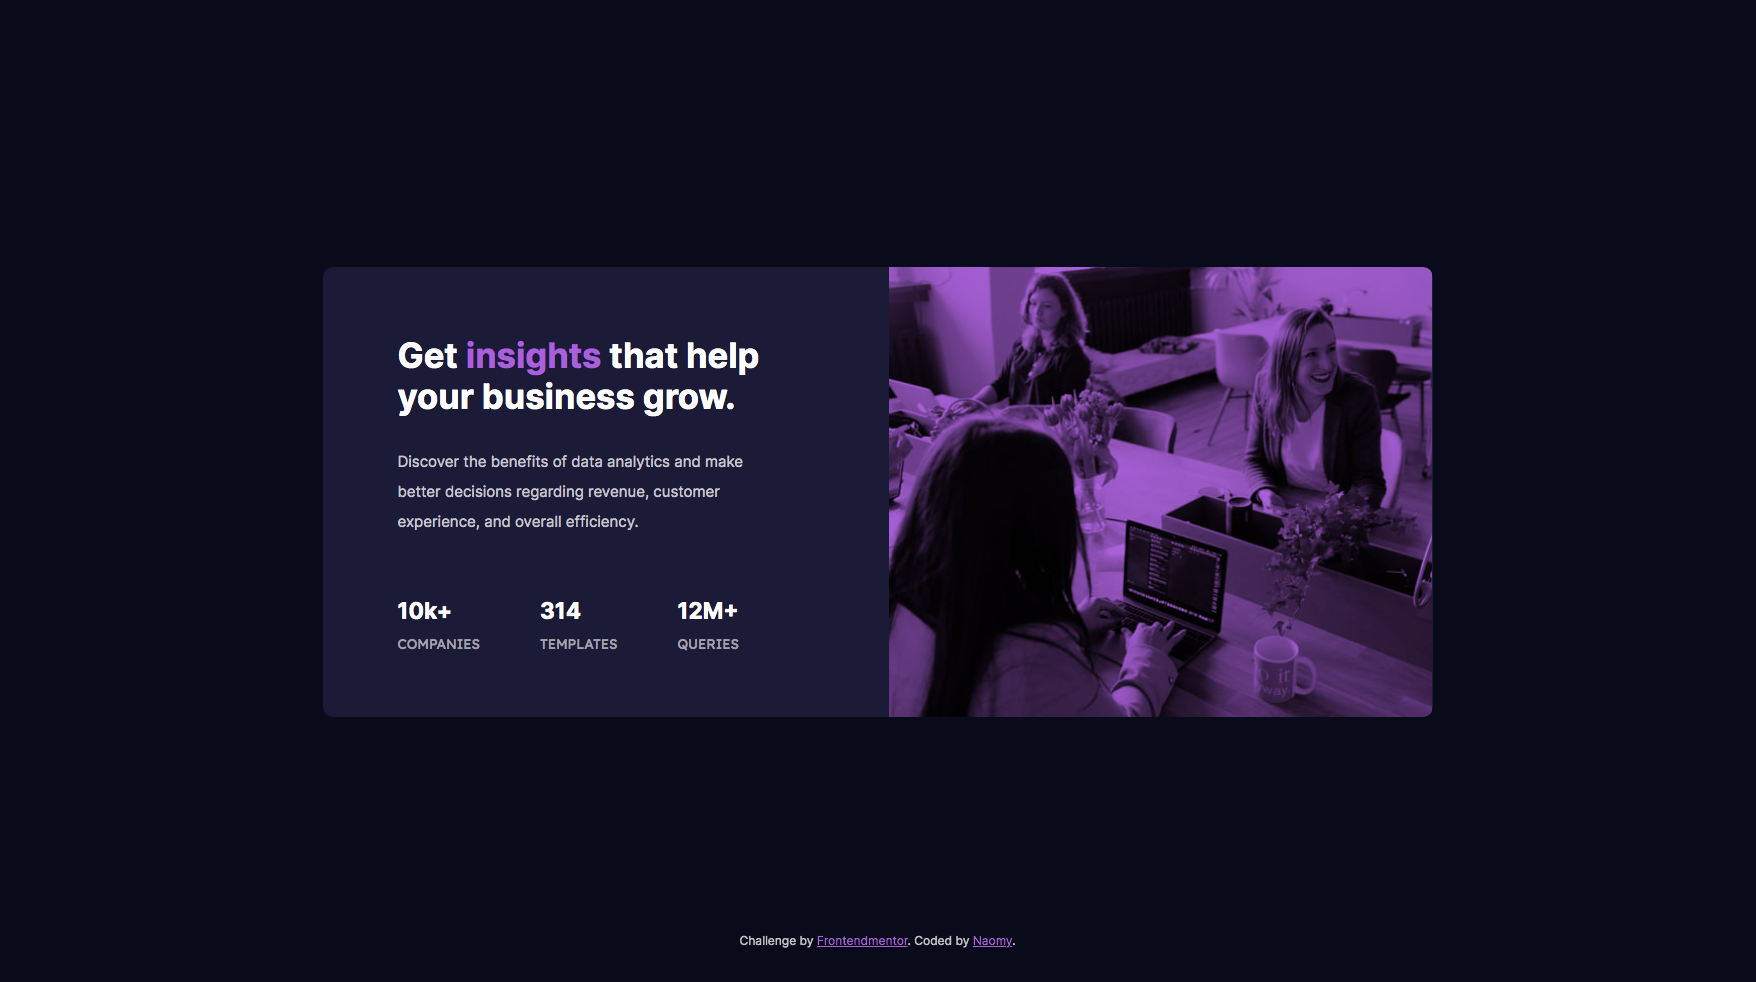 Get insights that help
your business grow.
Discover the benefits of data analytics and make
better decisions regarding revenue, customer
experience, and overall efficiency.
10k+ 314 12M+
COMPANIES TEMPLATES QUERIES
Challenge by Frontendmentor. Coded by Naomy.